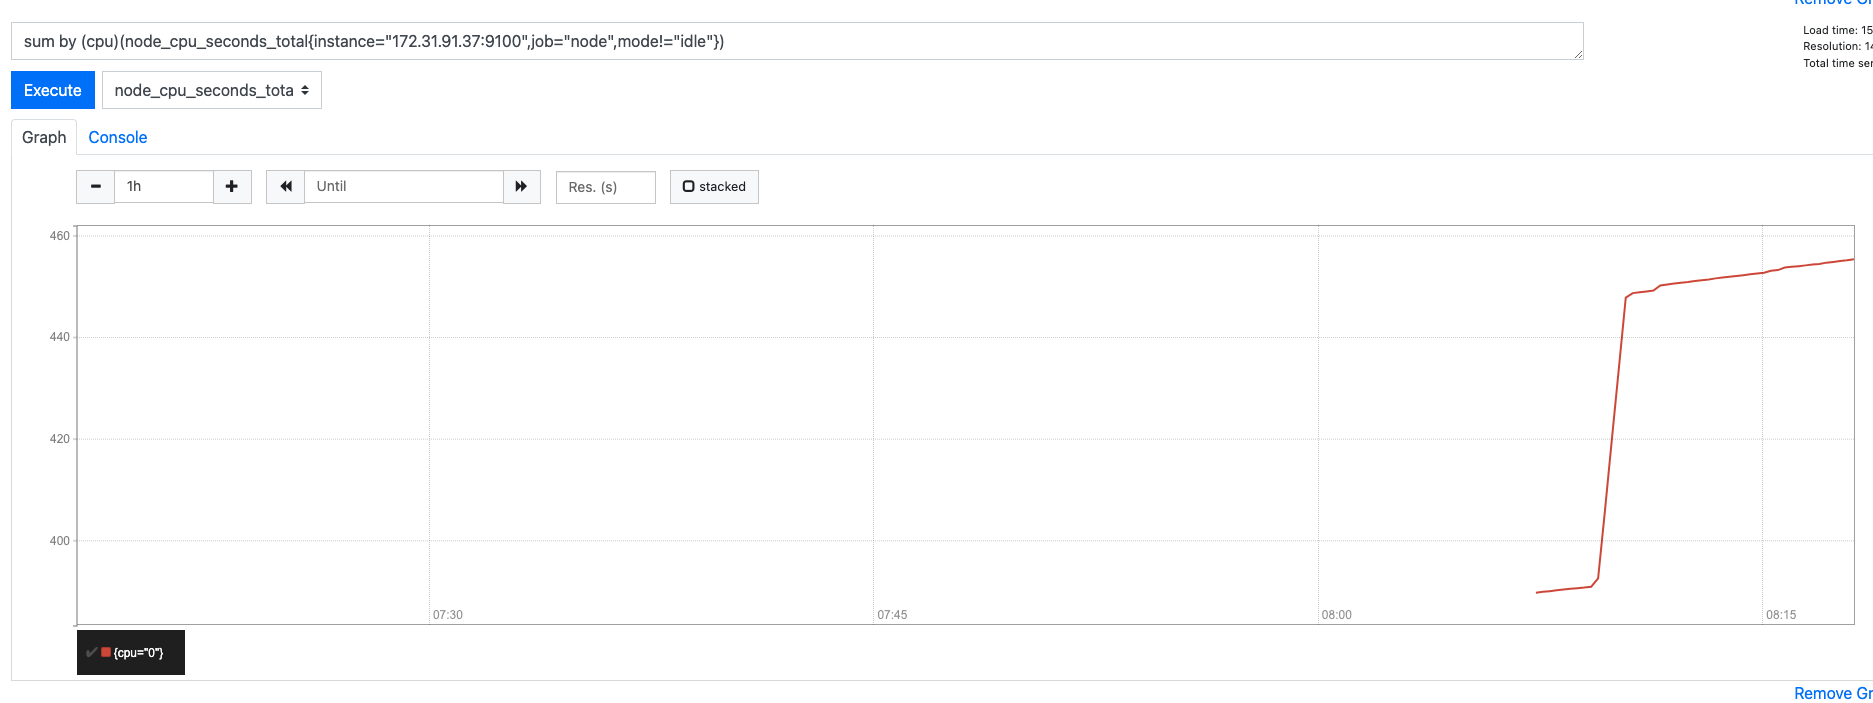 Remove Gr
sum by (cpu)(node_cpu_seconds_total{instance="172.31.91.37:9100",job="node",mode!="idle"})
Load time: 15
Resolution: 14
Total time ser
Execute
node_cpu_seconds_tota
Graph
Console
1h
Until
Res. (s)
stacked
460
440
420
400
07:30
07:45
08:00
08:15
{cpu="0"}
Remove Gr